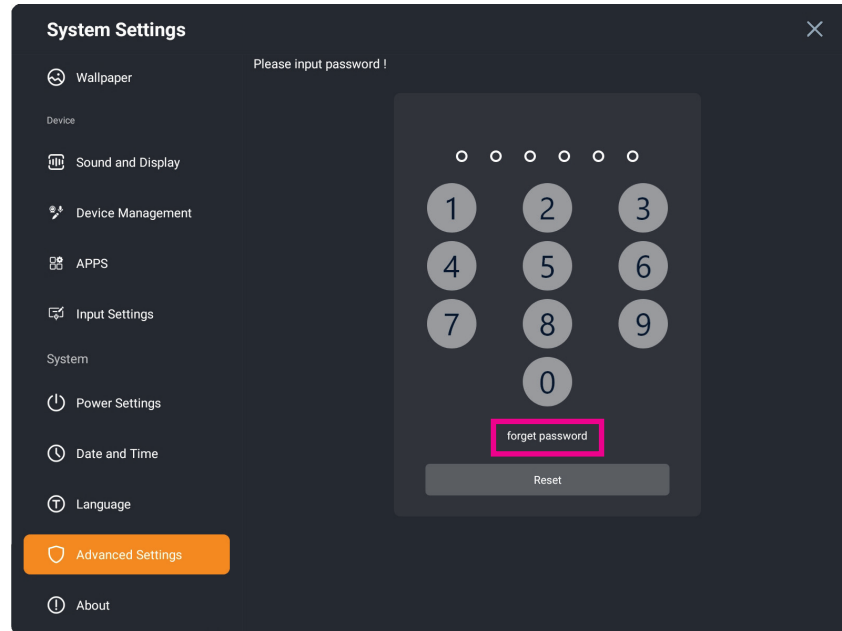 System Settings
Wallpaper
Device
Sound and Display
Device Management
APPS
Input Settings
System
Power Settings
Date and Time
Language
Advanced Settings
About
Please input password !
1 2 3
4 5 6
7 8 9
0
forget password
Reset